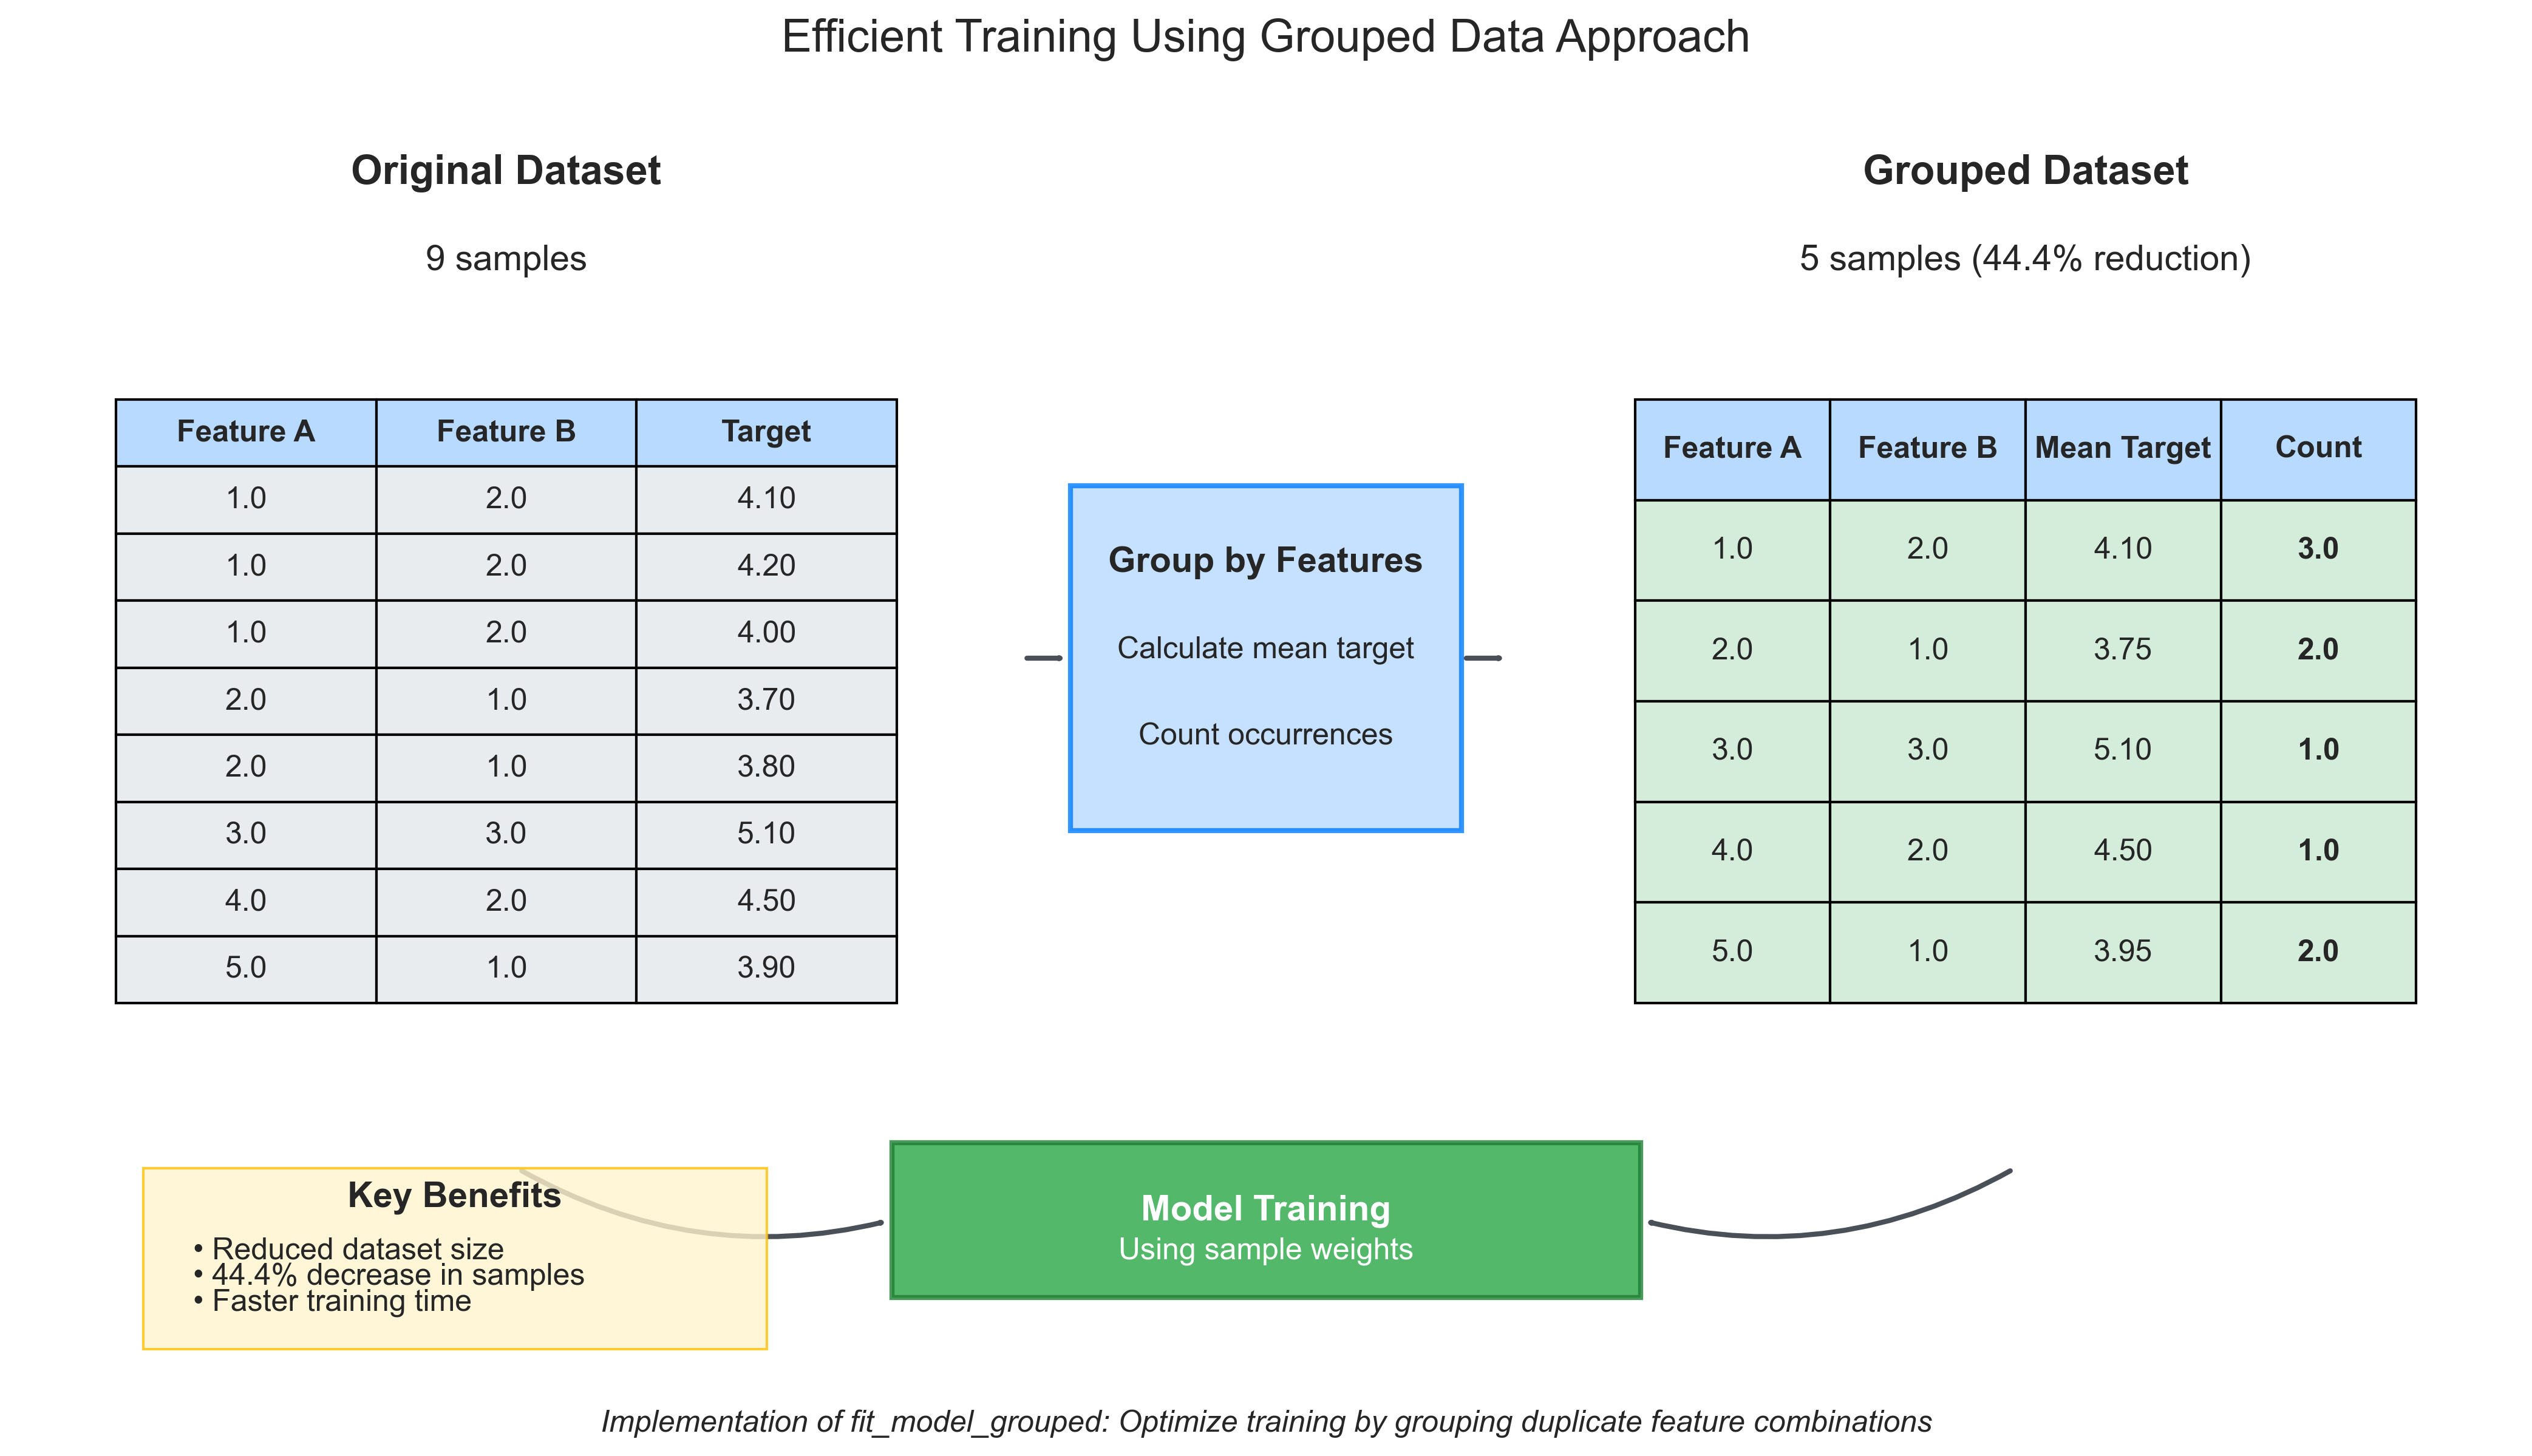 Efficient Training Using Grouped Data Approach
Original Dataset
9 samples
Feature A Feature B Target
1.0 2.0 4.10
1.0 2.0 4.20
1.0 2.0 4.00
2.0 1.0 3.70
2.0 1.0 3.80
3.0 3.0 5.10
4.0 2.0 4.50
5.0 1.0 3.90
Group by Features
Calculate mean target
Count occurrences
Grouped Dataset
5 samples (44.4% reduction)
Feature A Feature B Mean Target Count
1.0 2.0 4.10 3.0
2.0 1.0 3.75 2.0
3.0 3.0 5.10 1.0
4.0 2.0 4.50 1.0
5.0 1.0 3.95 2.0
Key Benefits
• Reduced dataset size
• 44.4% decrease in samples
• Faster training time
Model Training
Using sample weights
Implementation of fit_model_grouped: Optimize training by grouping duplicate feature combinations